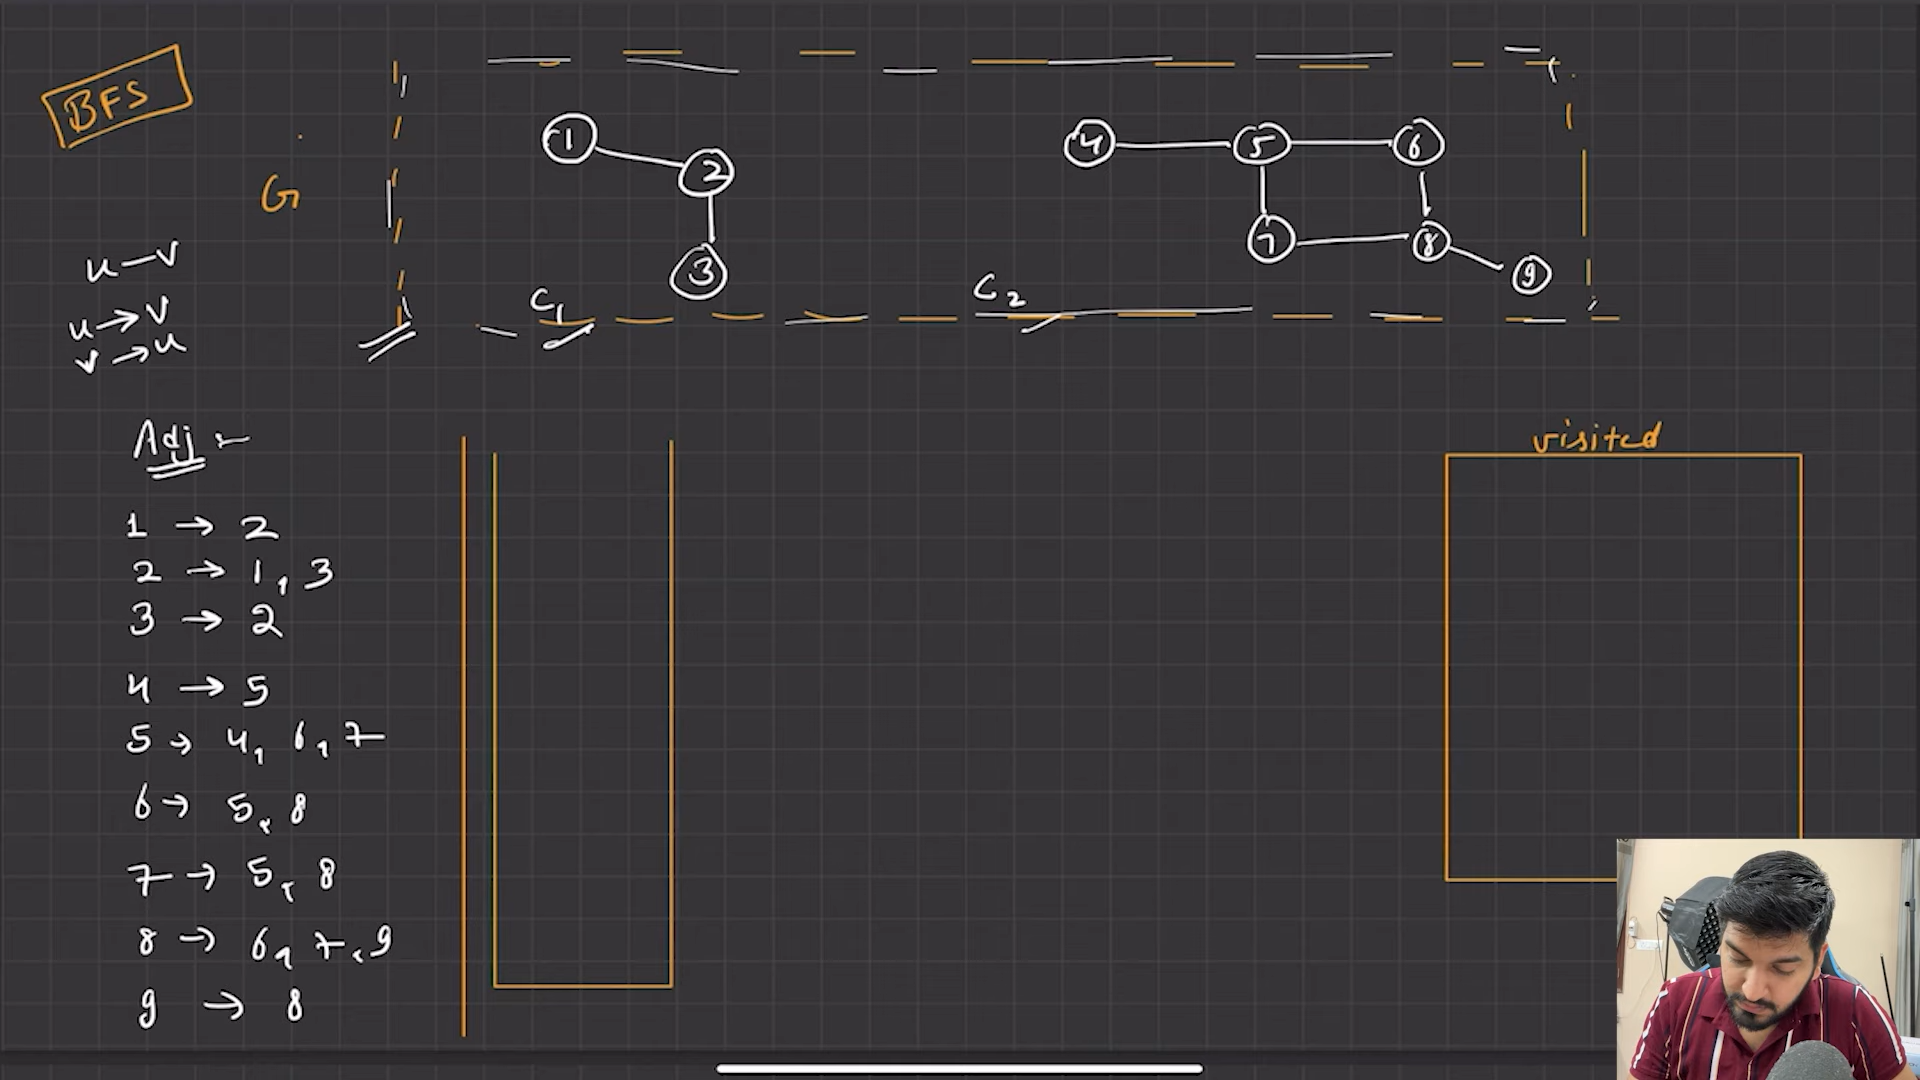 BFS
G
u — v
u → v
v → u
1
2
3
C1
4
5
6
7
8
9
C2
Adj
1 → 2
2 → 1, 3
3 → 2
4 → 5
5 → 4, 6, 7
6 → 5, 8
7 → 5, 8
8 → 6, 7, 9
9 → 8
visited